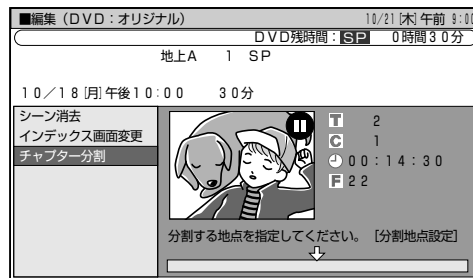 ■編集（DVD：オリジナル） 10/21[木]午前 9:00
DVD残時間：SP 0時間30分
地上A 1 SP
10／18[月]午後10：00 30分
シーン消去
インデックス画面変更
チャプター分割
T 2
C 1
00：14：30
F 22
分割する地点を指定してください。 [分割地点設定]